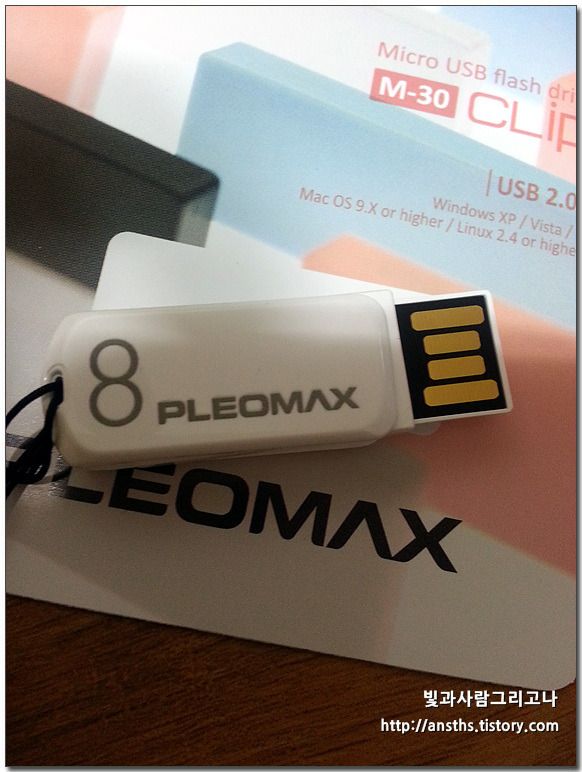 Micro USB flash dri
M-30 CLip
USB 2.0
Windows XP / Vista /
Mac OS 9.X or higher / Linux 2.4 or highe
8 PLEOMAX
PLEOMAX
빛과사람그리고나
http://ansths.tistory.com